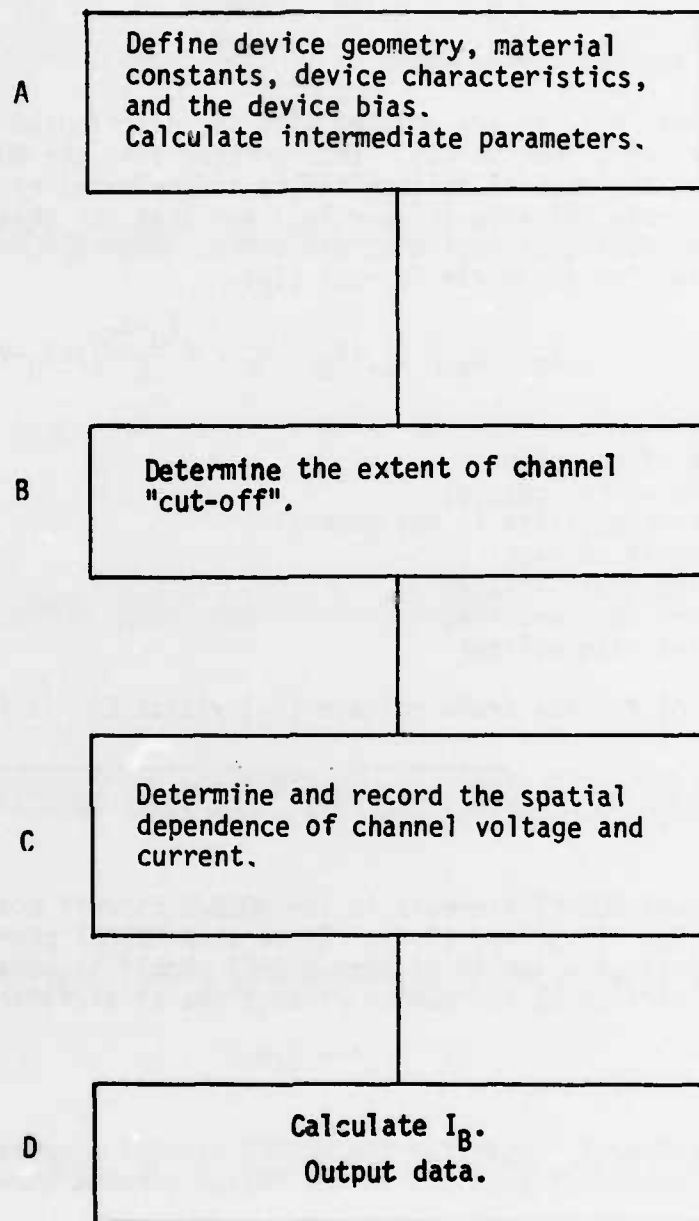 A
Define device geometry, material
constants, device characteristics,
and the device bias.
Calculate intermediate parameters.
B
Determine the extent of channel
"cut-off".
C
Determine and record the spatial
dependence of channel voltage and
current.
D
Calculate I_B.
Output data.